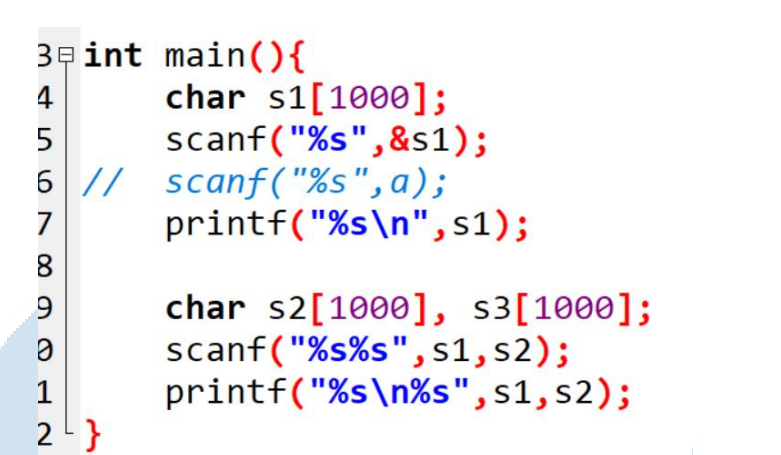 3 int main(){
4 char s1[1000];
5 scanf("%s",&s1);
6 // scanf("%s",a);
7 printf("%s\n",s1);
8
9 char s2[1000], s3[1000];
0 scanf("%s%s",s1,s2);
1 printf("%s\n%s",s1,s2);
2 }